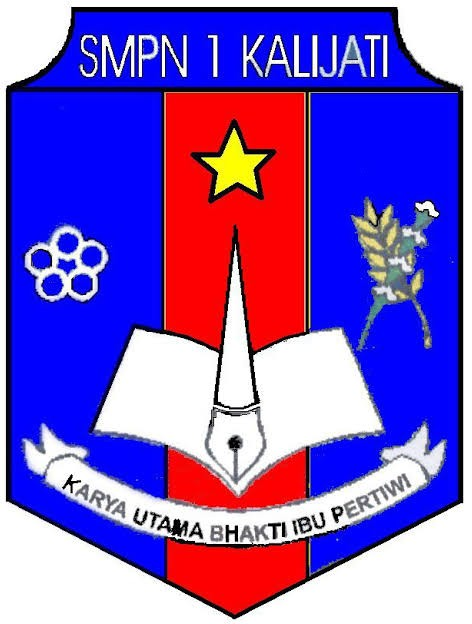 SMPN 1 KALIJATI
KARYA UTAMA BHAKTI IBU PERTIWI